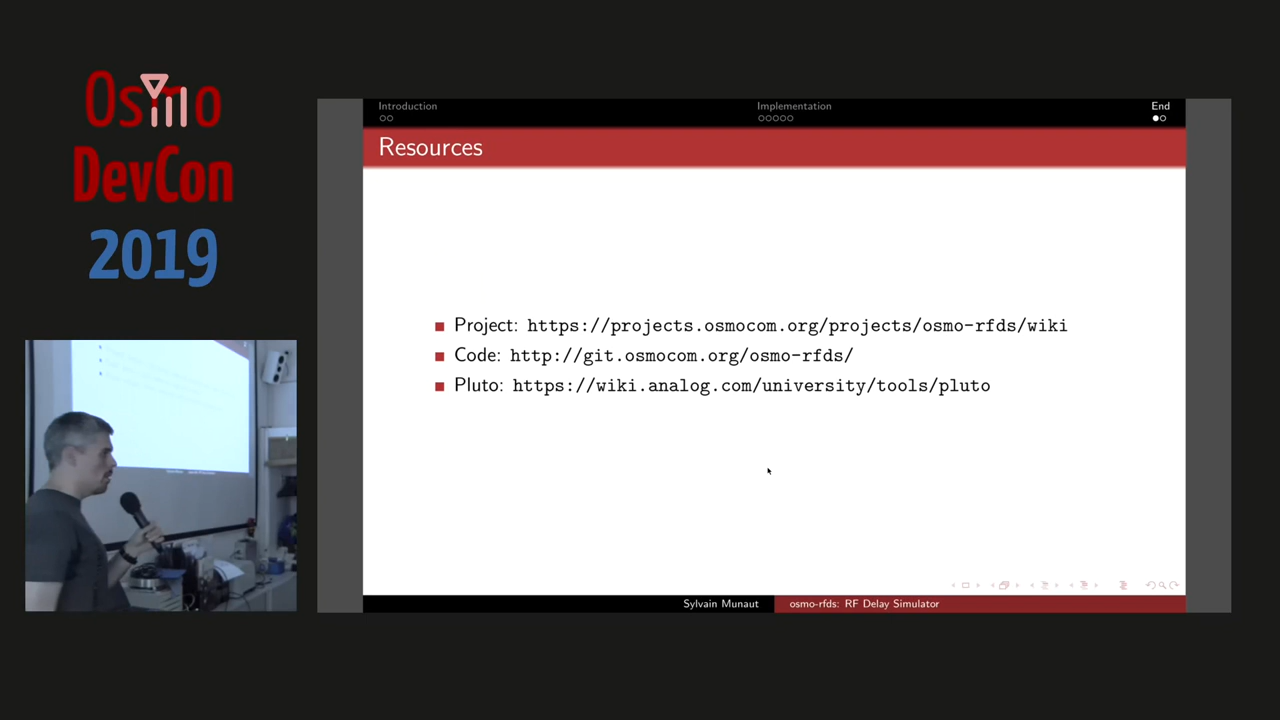 Osmo
DevCon
2019
Introduction
Implementation
End
Resources
Project: https://projects.osmocom.org/projects/osmo-rfds/wiki
Code: http://git.osmocom.org/osmo-rfds/
Pluto: https://wiki.analog.com/university/tools/pluto
Sylvain Munaut
osmo-rfds: RF Delay Simulator